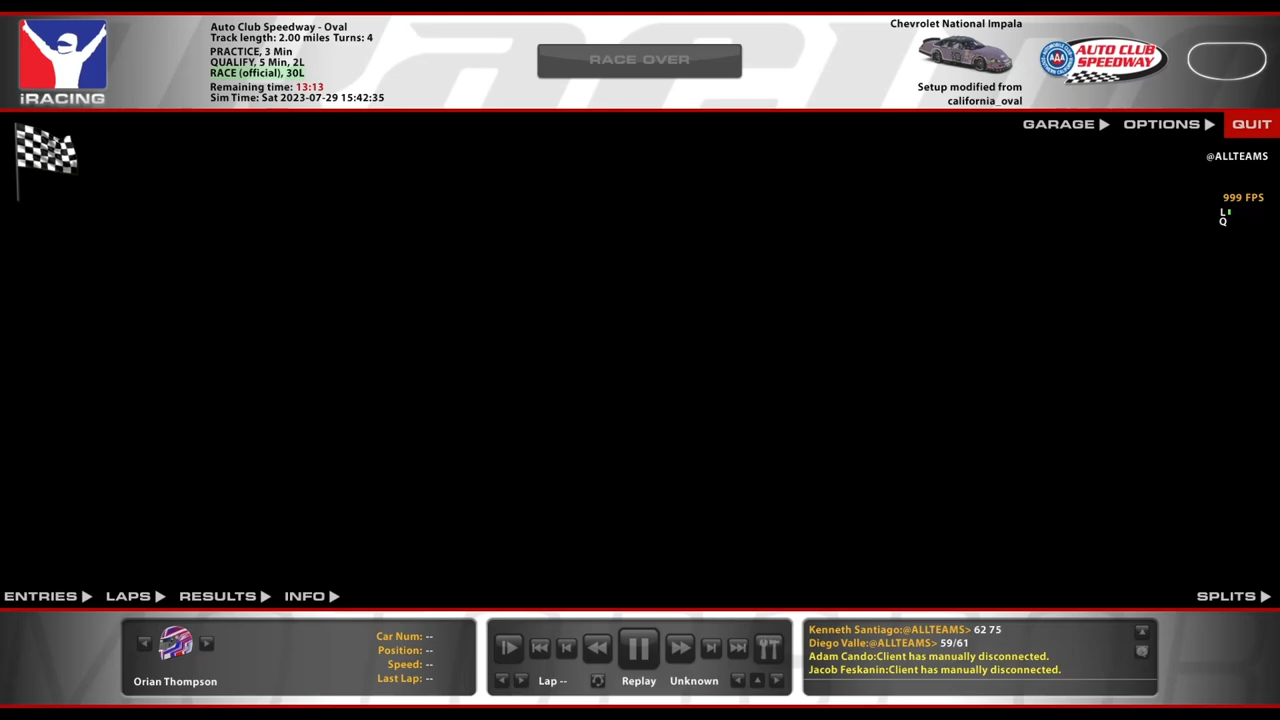 iRACING
Auto Club Speedway - Oval
Track length: 2.00 miles Turns: 4
PRACTICE, 3 Min
QUALIFY, 5 Min, 2L
RACE (official), 30L
Remaining time: 13:13
Sim Time: Sat 2023-07-29 15:42:35
RACE OVER
Chevrolet National Impala
Setup modified from
california_oval
AAA
AUTO CLUB
SPEEDWAY
GARAGE
OPTIONS
QUIT
@ALLTEAMS
999 FPS
L
Q
ENTRIES
LAPS
RESULTS
INFO
SPLITS
Orian Thompson
Car Num: --
Position: --
Speed: --
Last Lap: --
Lap --
Replay
Unknown
Kenneth Santiago:@ALLTEAMS> 62 75
Diego Valle:@ALLTEAMS> 59/61
Adam Cando:Client has manually disconnected.
Jacob Feskanin:Client has manually disconnected.